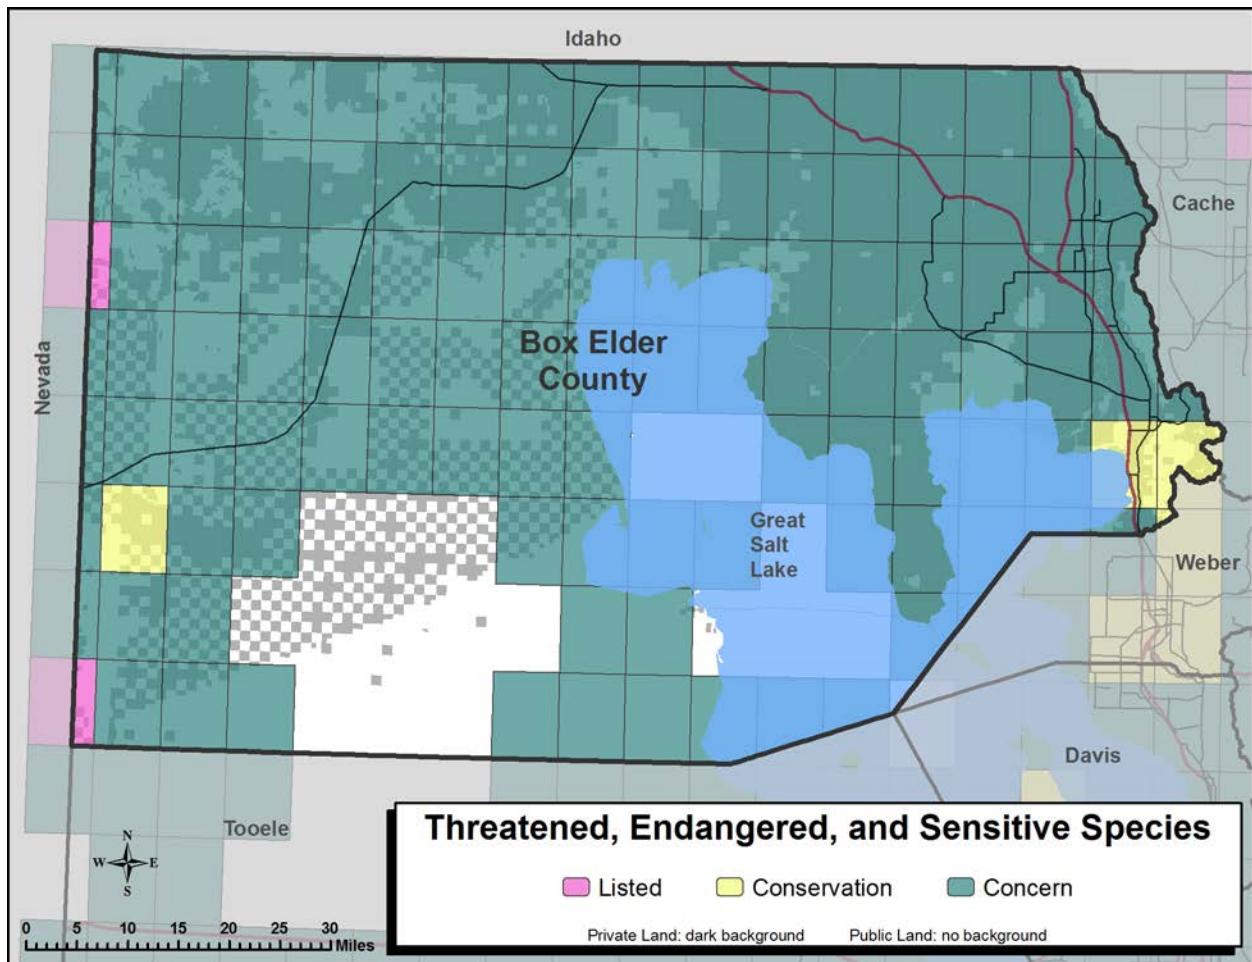 Idaho
Cache
Nevada
Box Elder
County
Great
Salt
Lake
Weber
Davis
Tooele
N
W E
S
0 5 10 15 20 25 30
Miles
Threatened, Endangered, and Sensitive Species
Listed Conservation Concern
Private Land: dark background Public Land: no background